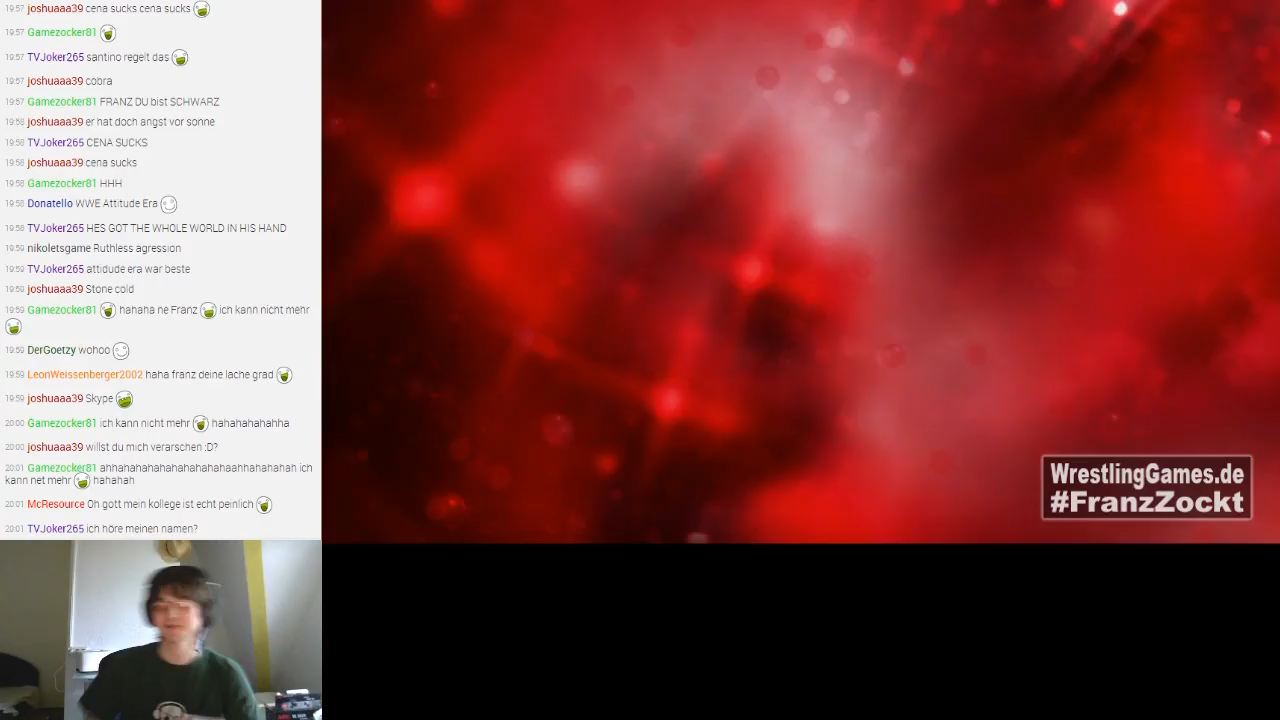 19:57 joshuaaa39 cena sucks cena sucks
19:57 Gamezocker81
19:57 TVJoker265 santino regelt das
19:57 joshuaaa39 cobra
19:57 Gamezocker81 FRANZ DU bist SCHWARZ
19:58 joshuaaa39 er hat doch angst vor sonne
19:58 TVJoker265 CENA SUCKS
19:58 joshuaaa39 cena sucks
19:58 Gamezocker81 HHH
19:58 Donatello WWE Attitude Era
19:58 TVJoker265 HES GOT THE WHOLE WORLD IN HIS HAND
19:59 nikoletsgame Ruthless agression
19:59 TVJoker265 attidude era war beste
19:59 joshuaaa39 Stone cold
19:59 Gamezocker81 hahana ne Franz ich kann nicht mehr
19:59 DerGoetzy wohoo
19:59 LeonWeissenberger2002 haha franz deine lache grad
19:59 joshuaaa39 Skype
20:00 Gamezocker81 ich kann nicht mehr hahahahahahha
20:00 joshuaaa39 willst du mich verarschen :D?
20:01 Gamezocker81 ahhanahahahahahahahahaahhanahanahah ich
kann net mehr hahahah
20:01 McResource Oh gott mein kollege ist echt peinlich
20:01 TVJoker265 ich höre meinen namen?
WrestlingGames.de
#FranzZockt